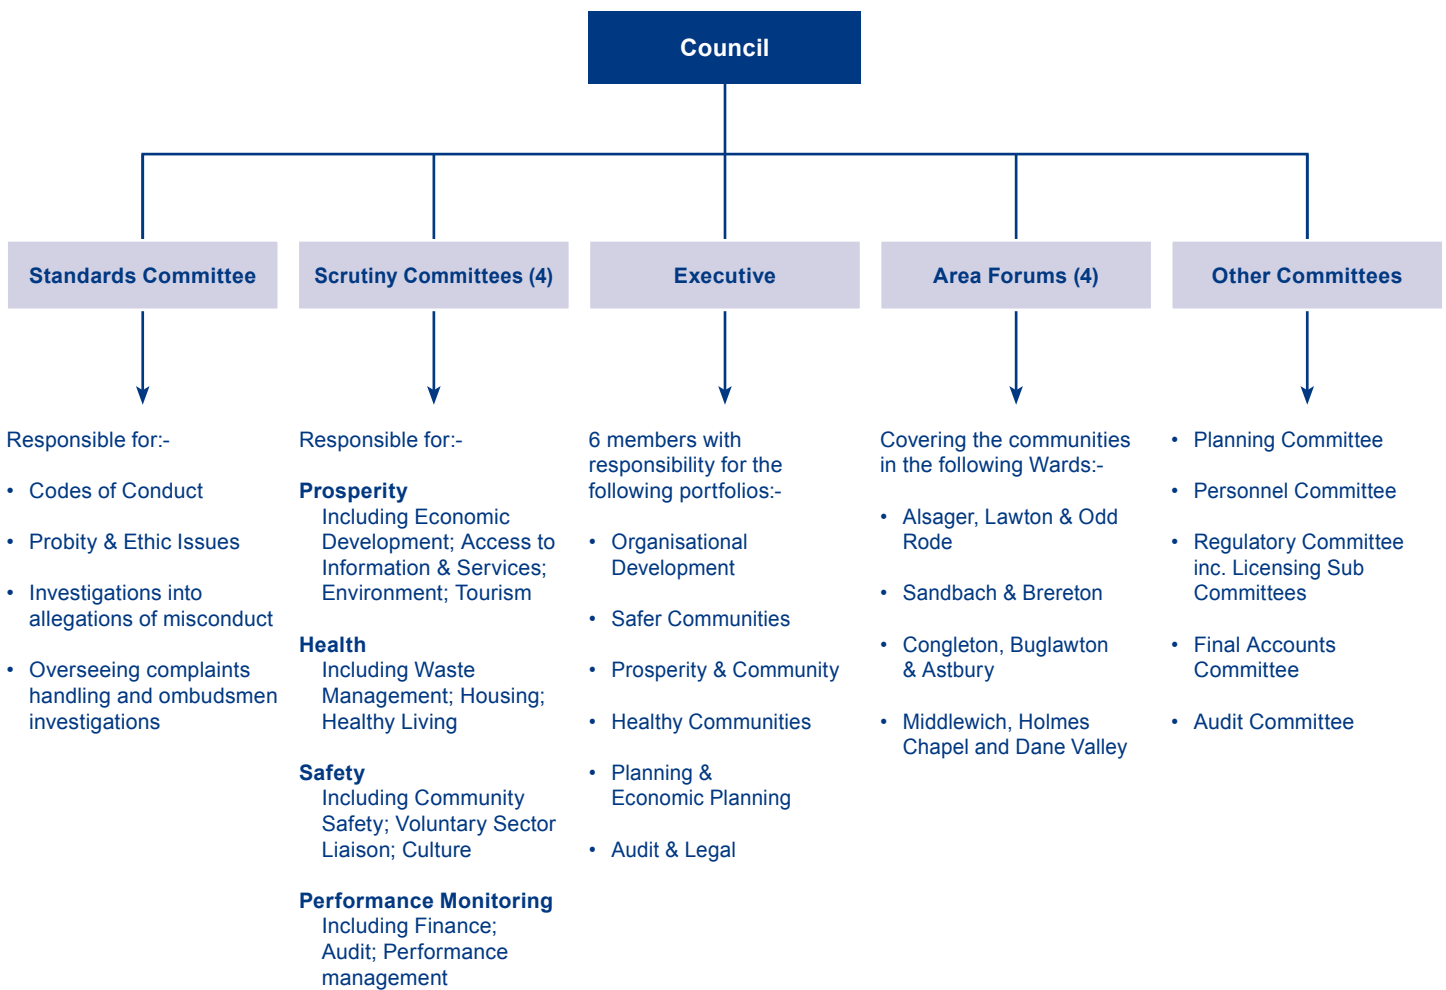 Council
Standards Committee
Scrutiny Committees (4)
Executive
Area Forums (4)
Other Committees
Responsible for:-
• Codes of Conduct
• Probity & Ethic Issues
• Investigations into
allegations of misconduct
• Overseeing complaints
handling and ombudsmen
investigations
Responsible for:-
Prosperity
Including Economic
Development; Access to
Information & Services;
Environment; Tourism
Health
Including Waste
Management; Housing;
Healthy Living
Safety
Including Community
Safety; Voluntary Sector
Liaison; Culture
Performance Monitoring
Including Finance;
Audit; Performance
management
6 members with
responsibility for the
following portfolios:-
• Organisational
Development
• Safer Communities
• Prosperity & Community
• Healthy Communities
• Planning &
Economic Planning
• Audit & Legal
Covering the communities
in the following Wards:-
• Alsager, Lawton & Odd
Rode
• Sandbach & Brereton
• Congleton, Buglawton
& Astbury
• Middlewich, Holmes
Chapel and Dane Valley
• Planning Committee
• Personnel Committee
• Regulatory Committee
inc. Licensing Sub
Committees
• Final Accounts
Committee
• Audit Committee